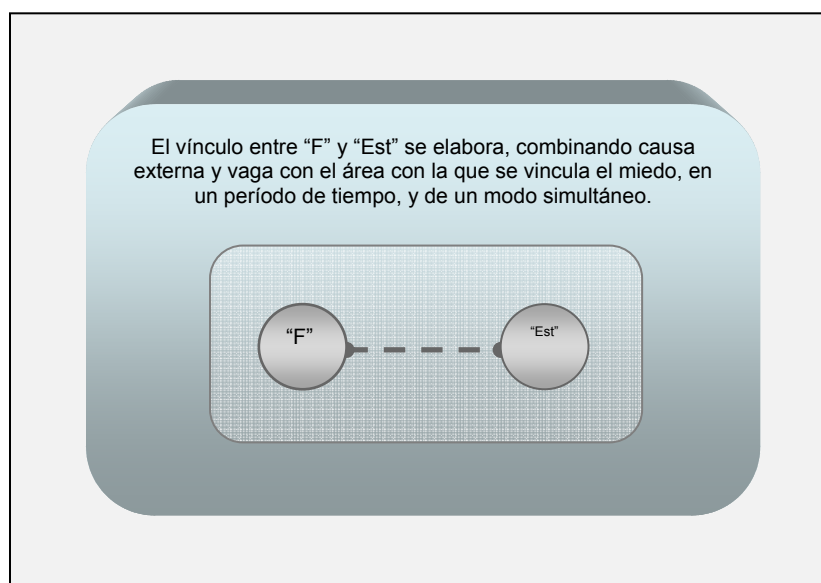 El vínculo entre “F” y “Est” se elabora, combinando causa
externa y vaga con el área con la que se vincula el miedo, en
un período de tiempo, y de un modo simultáneo.
“F”
“Est”